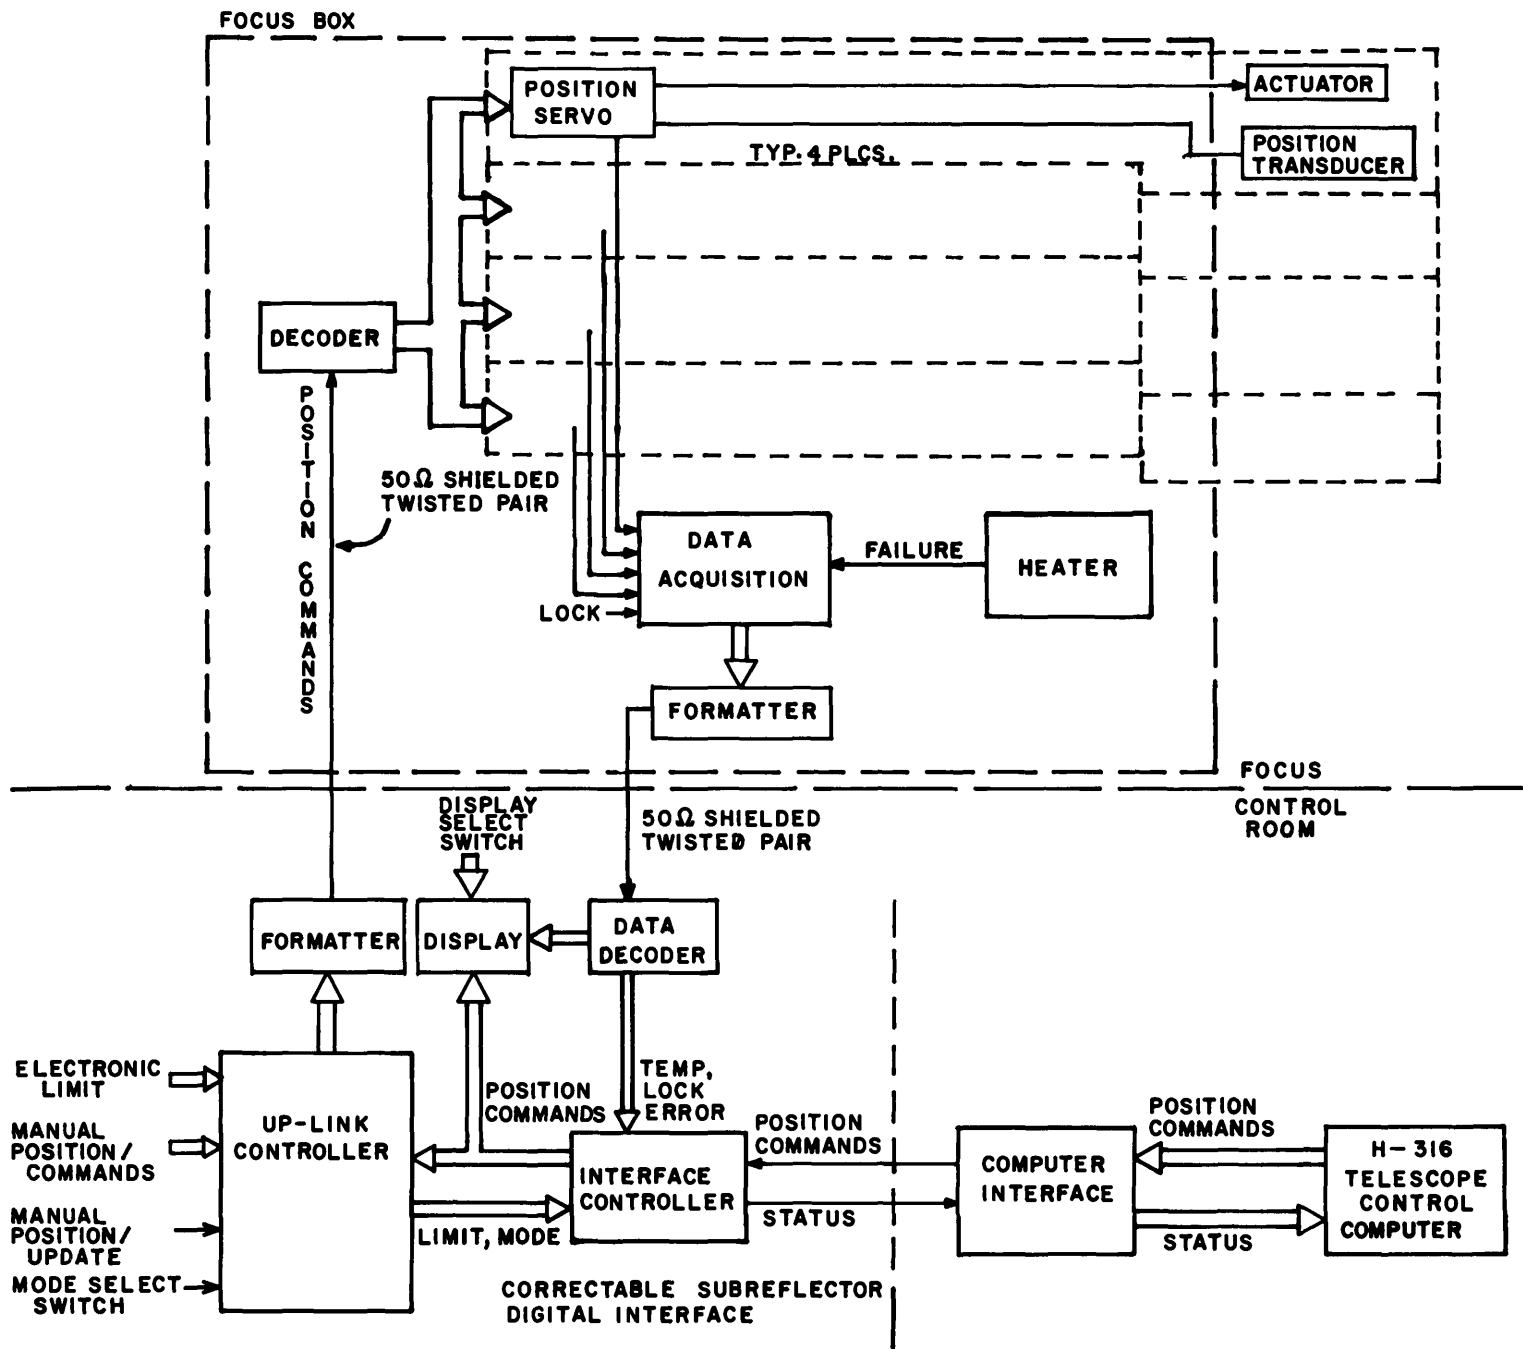 FOCUS BOX
POSITION
SERVO
ACTUATOR
POSITION
TRANSDUCER
TYP. 4 PLCS.
DECODER
POSITION COMMANDS
50Ω SHIELDED
TWISTED PAIR
DATA
ACQUISITION
FAILURE
HEATER
LOCK
FORMATTER
FOCUS
CONTROL
ROOM
DISPLAY
SELECT
SWITCH
50Ω SHIELDED
TWISTED PAIR
FORMATTER
DISPLAY
DATA
DECODER
ELECTRONIC
LIMIT
MANUAL
POSITION/
COMMANDS
MANUAL
POSITION/
UPDATE
MODE SELECT
SWITCH
UP-LINK
CONTROLLER
POSITION
COMMANDS
TEMP,
LOCK
ERROR
LIMIT, MODE
INTERFACE
CONTROLLER
POSITION
COMMANDS
STATUS
COMPUTER
INTERFACE
POSITION
COMMANDS
STATUS
H-316
TELESCOPE
CONTROL
COMPUTER
CORRECTABLE SUBREFLECTOR
DIGITAL INTERFACE